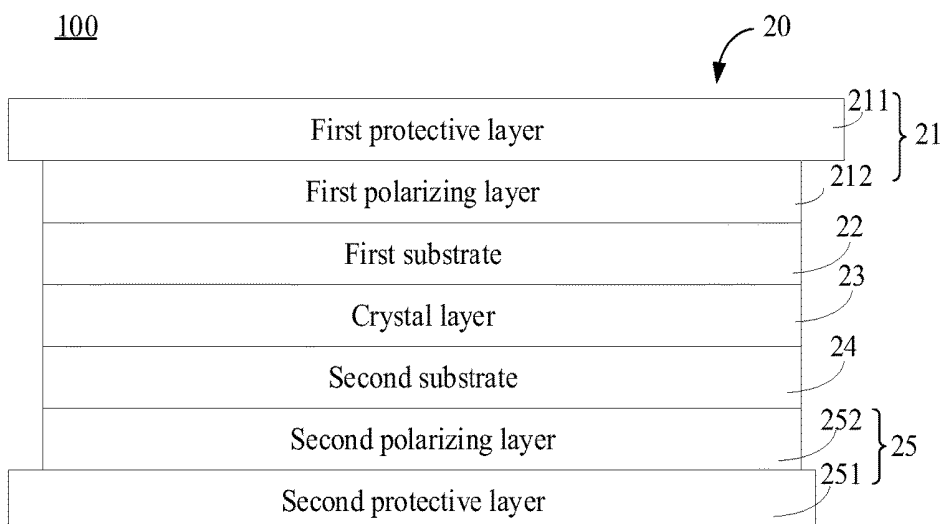 100
20
First protective layer
211
21
First polarizing layer
212
First substrate
22
Crystal layer
23
Second substrate
24
Second polarizing layer
252
25
Second protective layer
251